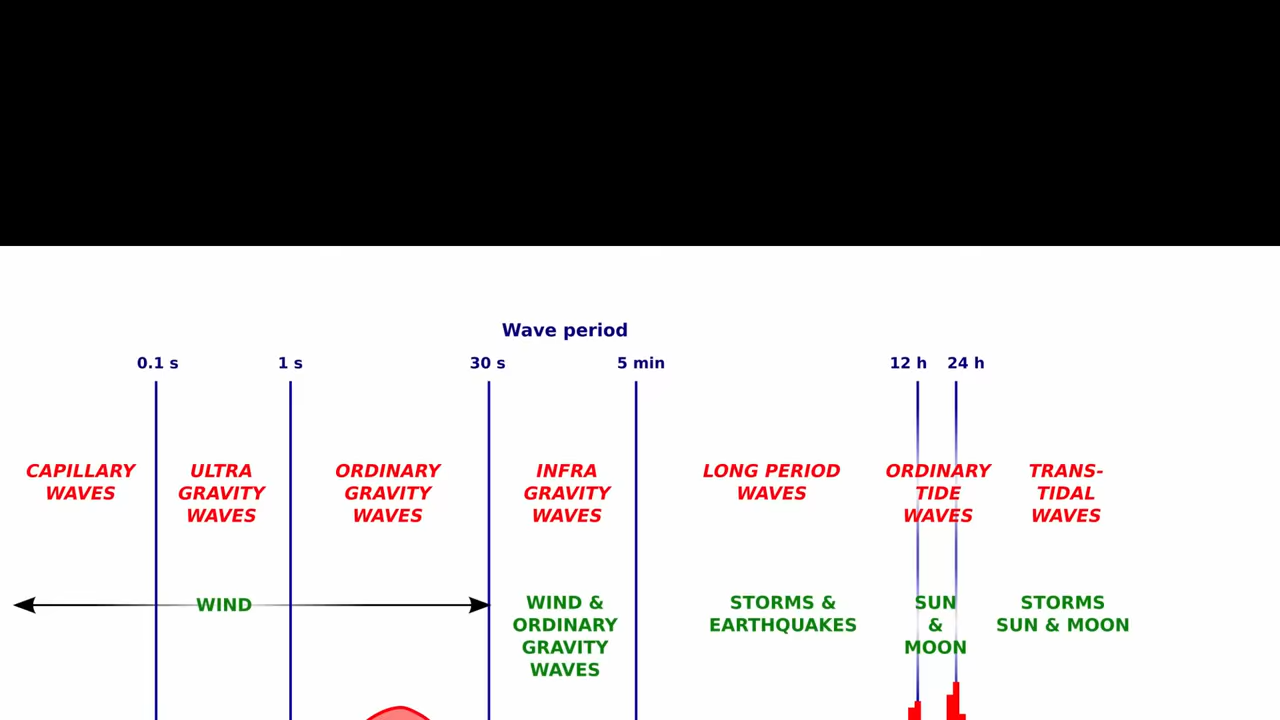 Wave period
0.1 s
1 s
30 s
5 min
12 h
24 h
CAPILLARY
WAVES
ULTRA
GRAVITY
WAVES
ORDINARY
GRAVITY
WAVES
INFRA
GRAVITY
WAVES
LONG PERIOD
WAVES
ORDINARY
TIDE
WAVES
TRANS-
TIDAL
WAVES
WIND
WIND &
ORDINARY
GRAVITY
WAVES
STORMS &
EARTHQUAKES
SUN
&
MOON
STORMS
SUN & MOON